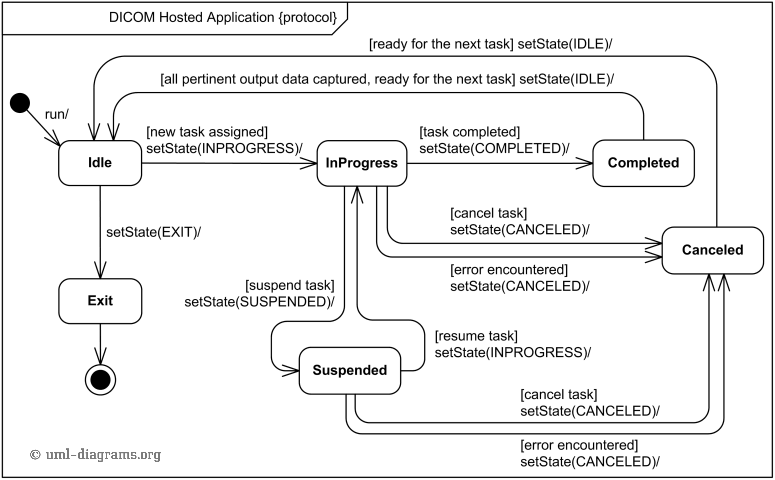 DICOM Hosted Application {protocol}
[ready for the next task] setState(IDLE)/
[all pertinent output data captured, ready for the next task] setState(IDLE)/
run/
[new task assigned]
setState(INPROGRESS)/
[task completed]
setState(COMPLETED)/
Idle
InProgress
Completed
setState(EXIT)/
[cancel task]
setState(CANCELED)/
Canceled
[error encountered]
setState(CANCELED)/
[suspend task]
setState(SUSPENDED)/
Exit
[resume task]
setState(INPROGRESS)/
Suspended
[cancel task]
setState(CANCELED)/
[error encountered]
setState(CANCELED)/
© uml-diagrams.org